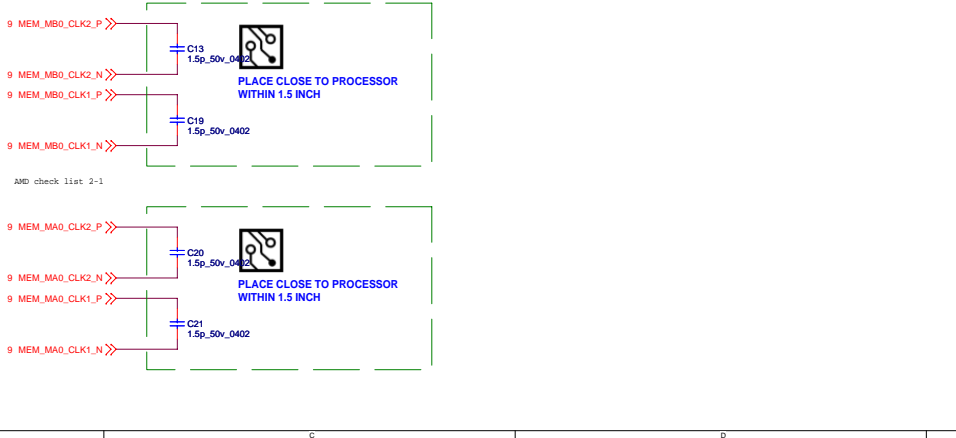 9 MEM_MB0_CLK2_P
C13
1.5p_50v_0402
9 MEM_MB0_CLK2_N
PLACE CLOSE TO PROCESSOR
WITHIN 1.5 INCH
9 MEM_MB0_CLK1_P
C19
1.5p_50v_0402
9 MEM_MB0_CLK1_N
AMD check list 2-1
9 MEM_MA0_CLK2_P
C20
1.5p_50v_0402
9 MEM_MA0_CLK2_N
PLACE CLOSE TO PROCESSOR
WITHIN 1.5 INCH
9 MEM_MA0_CLK1_P
C21
1.5p_50v_0402
9 MEM_MA0_CLK1_N
C
D